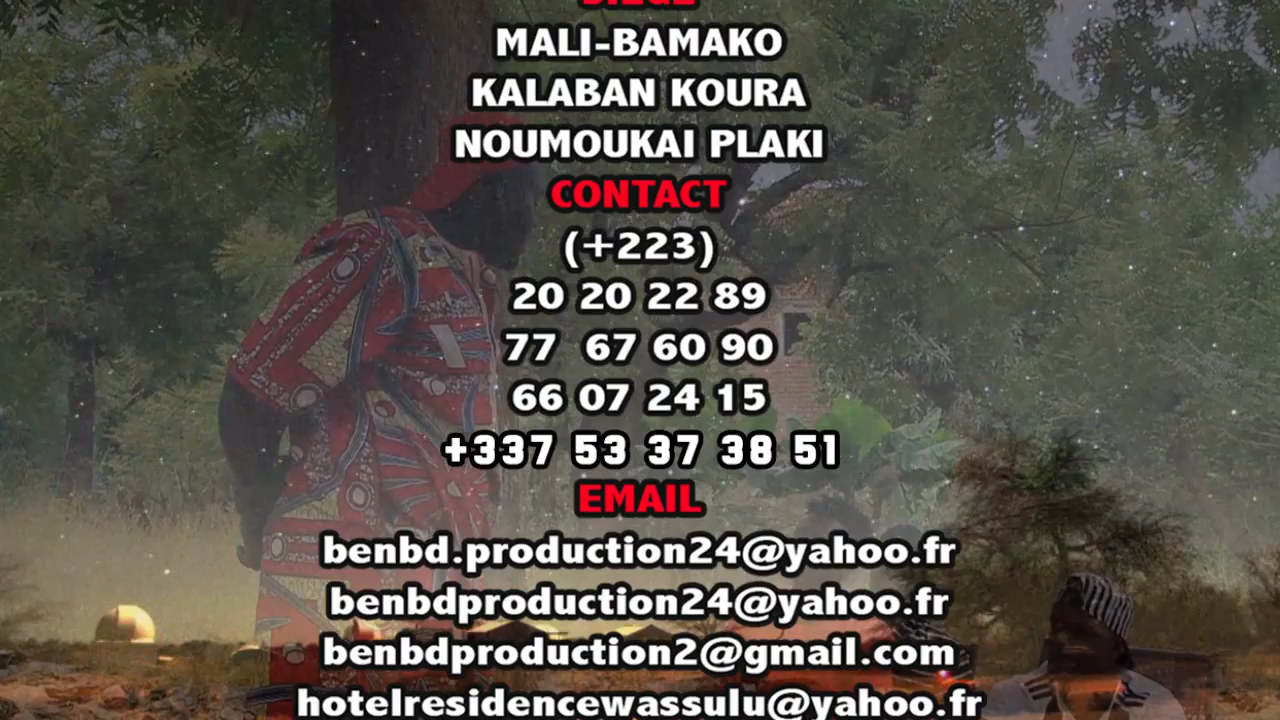 SIEGE
MALI-BAMAKO
KALABAN KOURA
NOUMOUKAI PLAKI
CONTACT
(+223)
20 20 22 89
77 67 60 90
66 07 24 15
+337 53 37 38 51
EMAIL
benbd.production24@yahoo.fr
benbdproduction24@yahoo.fr
benbdproduction2@gmail.com
hotelresidencewassulu@yahoo.fr